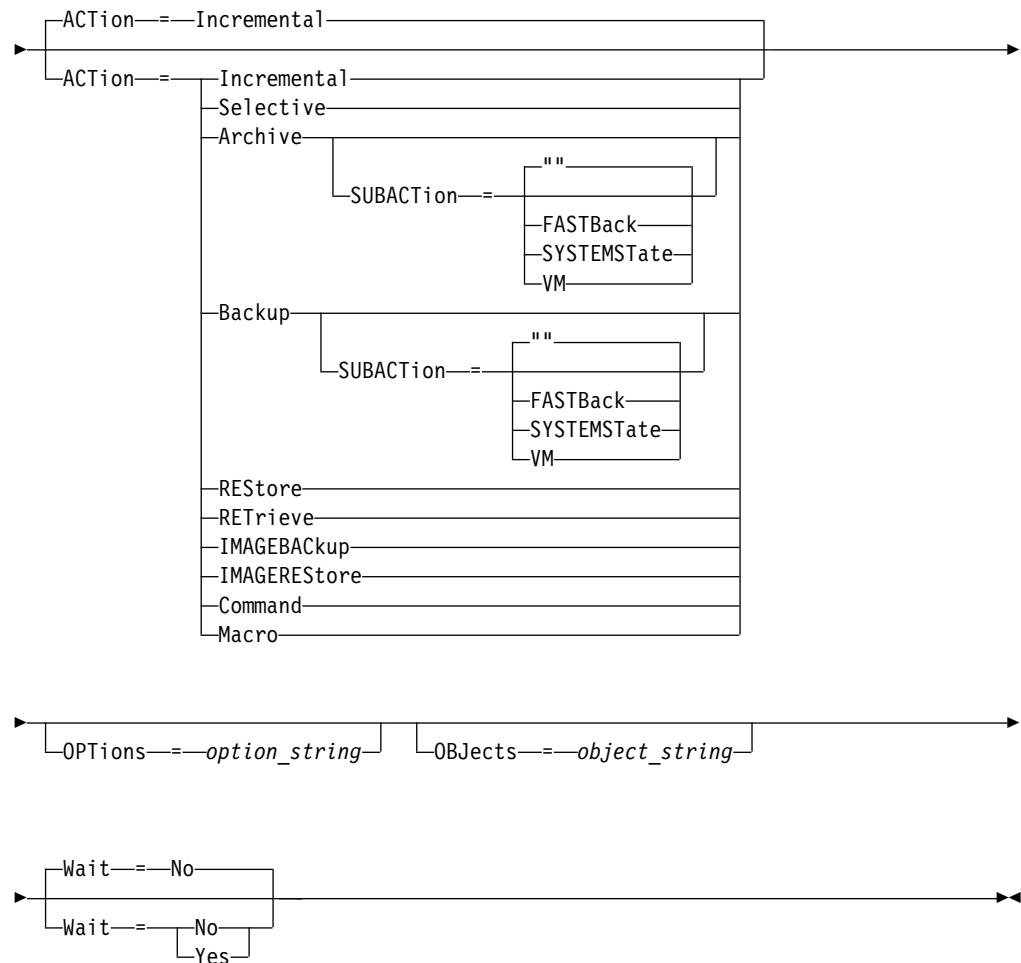 ACTion = Incremental
ACTion = Incremental
Selective
Archive
""
SUBACTion =
FASTBack
SYSTEMSTate
VM
Backup
""
SUBACTion =
FASTBack
SYSTEMSTate
VM
REStore
RETrieve
IMAGEBACkup
IMAGEREStore
Command
Macro
OPTions = option_string OBJects = object_string
Wait = No
Wait = No
Yes